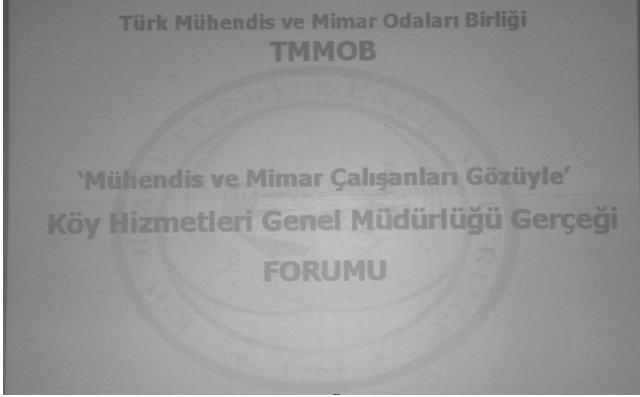 Türk Mühendis ve Mimar Odaları Birliği
TMMOB
'Mühendis ve Mimar Çalışanları Gözüyle'
Köy Hizmetleri Genel Müdürlüğü Gerçeği
FORUMU